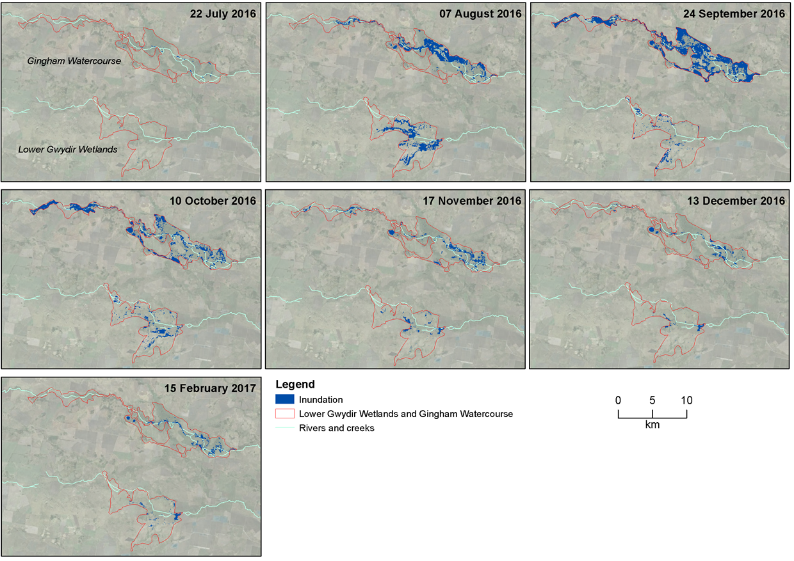 22 July 2016
Gingham Watercourse
Lower Gwydir Wetlands
07 August 2016
24 September 2016
10 October 2016
17 November 2016
13 December 2016
15 February 2017
Legend
Inundation
Lower Gwydir Wetlands and Gingham Watercourse
Rivers and creeks
0 5 10
km